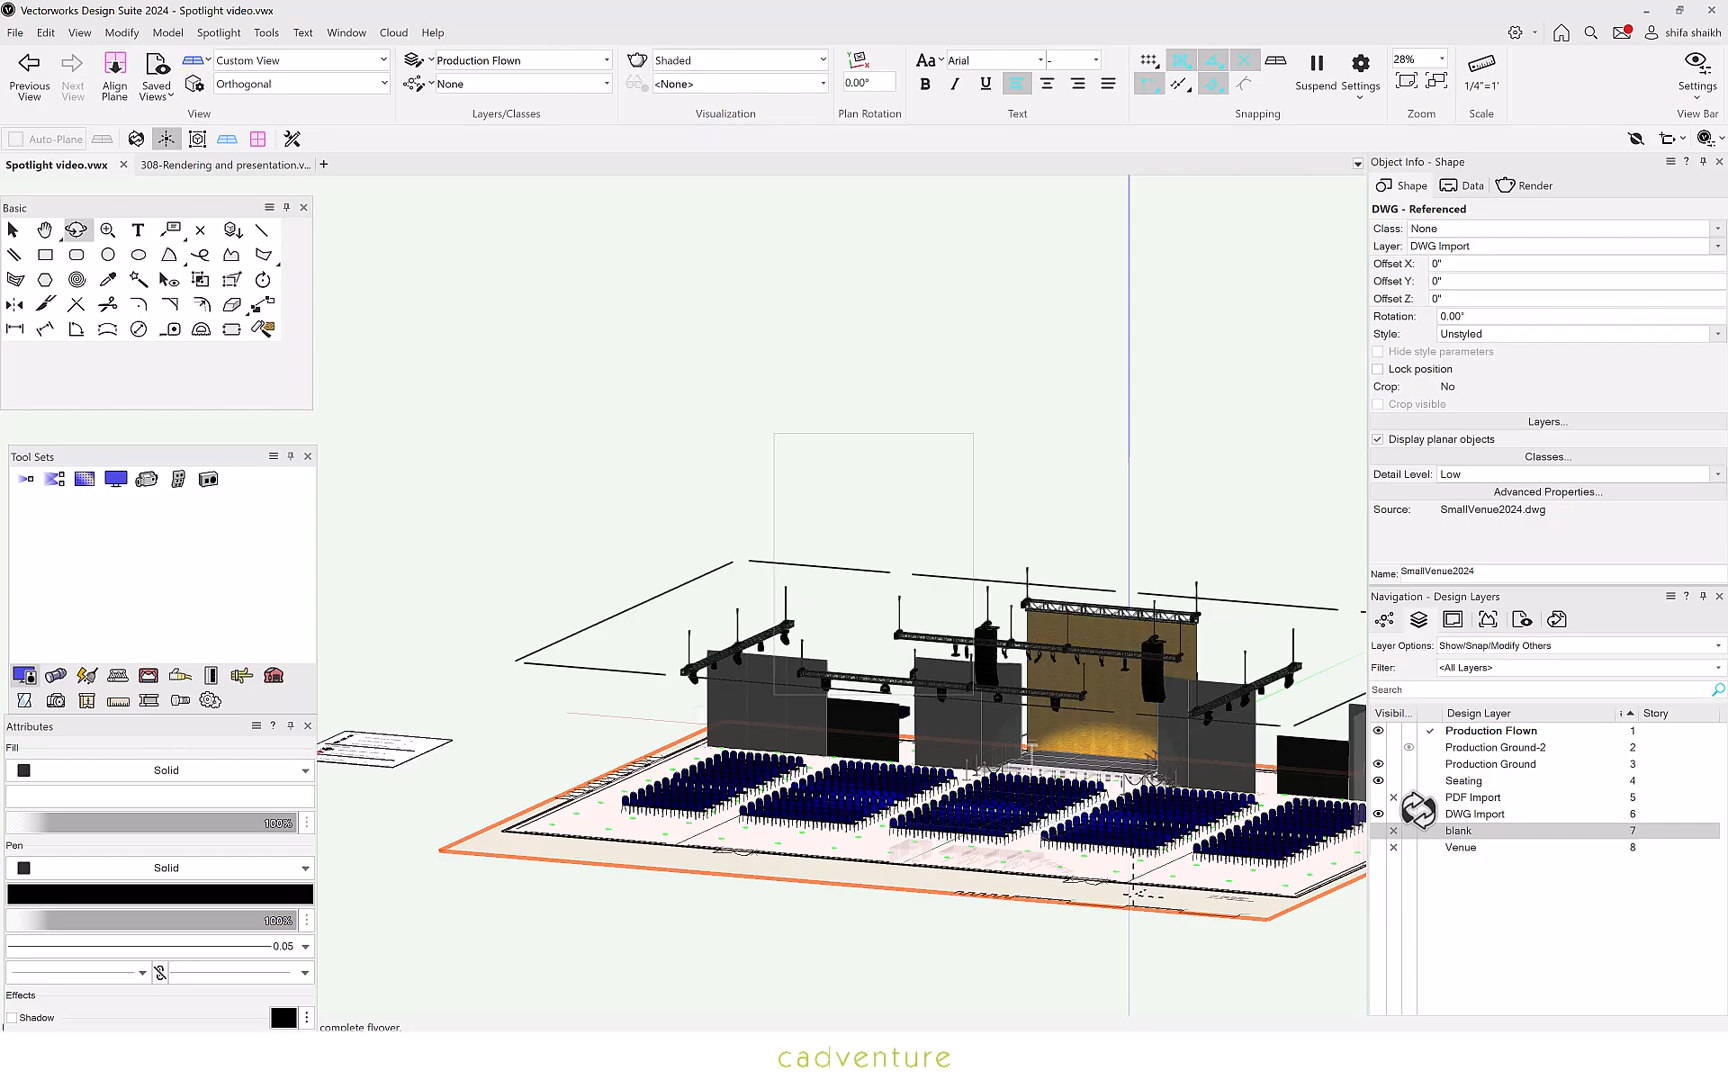 Vectorworks Design Suite 2024 - Spotlight video.vwx
File Edit View Modify Model Spotlight Tools Text Window Cloud Help
shifa shaikh
Previous View
Next View
Align Plane
Saved Views
Custom View
Orthogonal
View
Production Flown
None
Layers/Classes
Shaded
<None>
Visualization
0.00°
Plan Rotation
Aa Arial -
B I U
Text
Suspend Settings
Snapping
28%
Zoom
1/4"=1'
Scale
Settings
View Bar
Auto-Plane
Spotlight video.vwx
308-Rendering and presentation.v...
Basic
T
Tool Sets
Attributes
Fill
Solid
100%
Pen
Solid
100%
0.05
Effects
Shadow
complete flyover.
Object Info - Shape
Shape Data Render
DWG - Referenced
Class: None
Layer: DWG Import
Offset X: 0"
Offset Y: 0"
Offset Z: 0"
Rotation: 0.00°
Style: Unstyled
Hide style parameters
Lock position
Crop: No
Crop visible
Layers...
Display planar objects
Classes...
Detail Level: Low
Advanced Properties...
Source: SmallVenue2024.dwg
Name: SmallVenue2024
Navigation - Design Layers
Layer Options: Show/Snap/Modify Others
Filter: <All Layers>
Search
Visibil... Design Layer Story
Production Flown 1
Production Ground-2 2
Production Ground 3
Seating 4
PDF Import 5
DWG Import 6
blank 7
Venue 8
cadventure